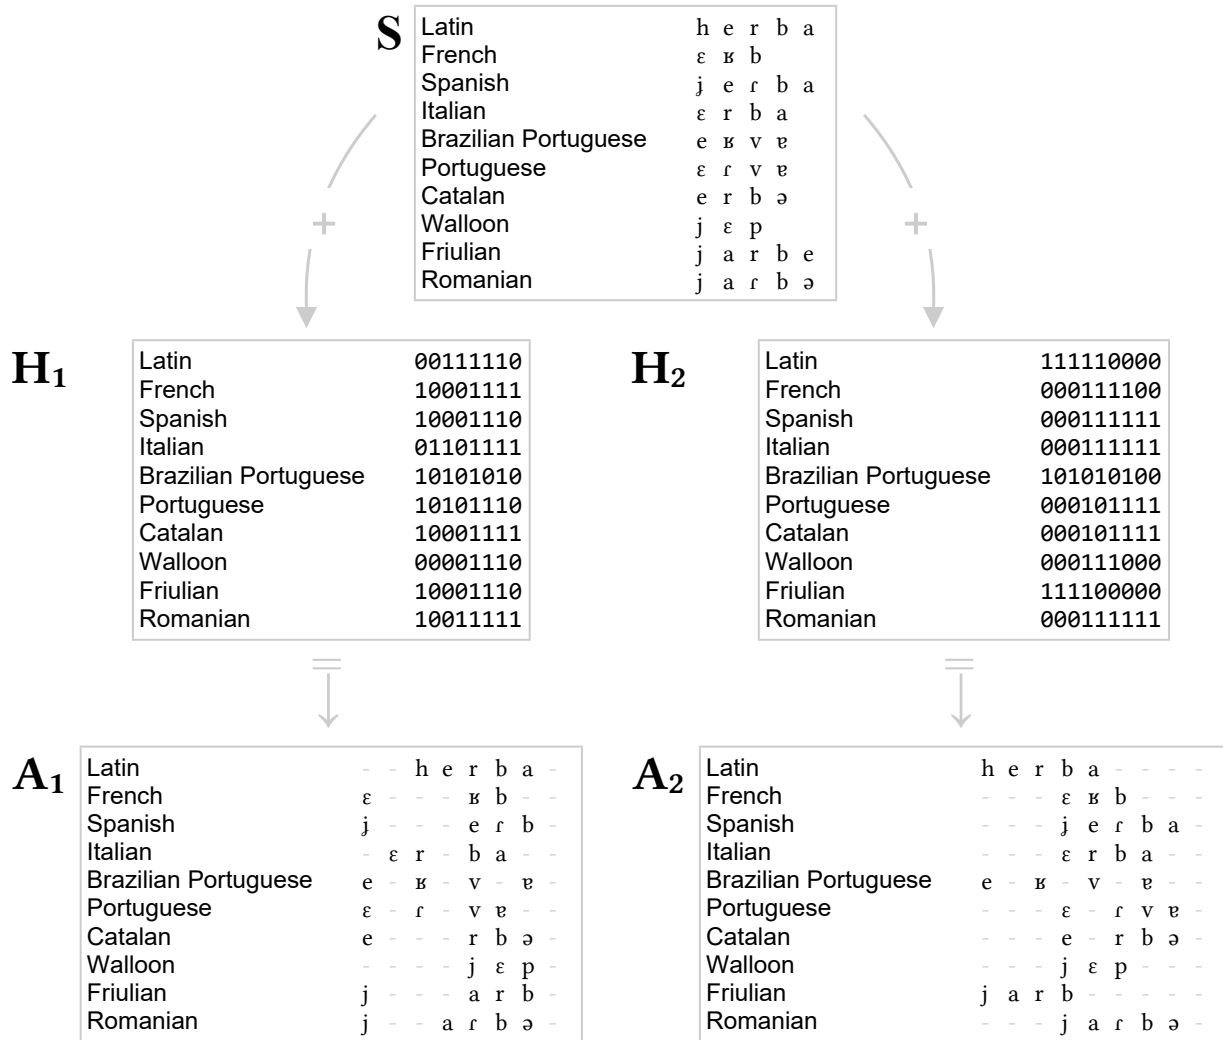 S
Latin h e r b a
French ɛ ʁ b
Spanish ʝ e ɾ b a
Italian ɛ r b a
Brazilian Portuguese e ʁ v ɐ
Portuguese ɛ ɾ v ɐ
Catalan e r b ə
Walloon j ɛ p
Friulian j a r b e
Romanian j a ɾ b ə
+ +
H₁
Latin 00111110
French 10001111
Spanish 10001110
Italian 01101111
Brazilian Portuguese 10101010
Portuguese 10101110
Catalan 10001111
Walloon 00001110
Friulian 10001110
Romanian 10011111
H₂
Latin 111110000
French 000111100
Spanish 000111111
Italian 000111111
Brazilian Portuguese 101010100
Portuguese 000101111
Catalan 000101111
Walloon 000111000
Friulian 111100000
Romanian 000111111
A₁
Latin - - h e r b a -
French ɛ - - - ʁ b - -
Spanish ʝ - - - e ɾ b -
Italian - ɛ r - b a - -
Brazilian Portuguese e - ʁ - v - ɐ -
Portuguese ɛ - ɾ - v ɐ - -
Catalan e - - - r b ə -
Walloon - - - - j ɛ p -
Friulian j - - - a r b -
Romanian j - - a ɾ b ə -
A₂
Latin h e r b a - - - -
French - - - ɛ ʁ b - - -
Spanish - - - ʝ e ɾ b a -
Italian - - - ɛ r b a - -
Brazilian Portuguese e - ʁ - v - ɐ - -
Portuguese - - - ɛ - ɾ v ɐ -
Catalan - - - e - r b ə -
Walloon - - - j ɛ p - - -
Friulian j a r b - - - - -
Romanian - - - j a ɾ b ə -